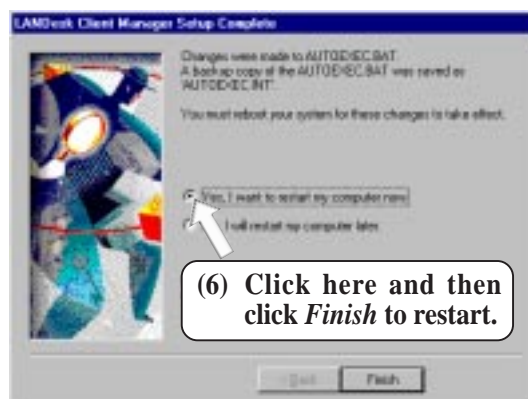 LANDesk Client Manager Setup Complete
Changes were made to AUTOEXEC.BAT.
A backup copy of the AUTOEXEC.BAT was saved as
'AUTOEXEC.INT'.
You must reboot your system for these changes to take effect.
Yes, I want to restart my computer now.
I will restart my computer later.
(6) Click here and then
click Finish to restart.
< Back
Finish